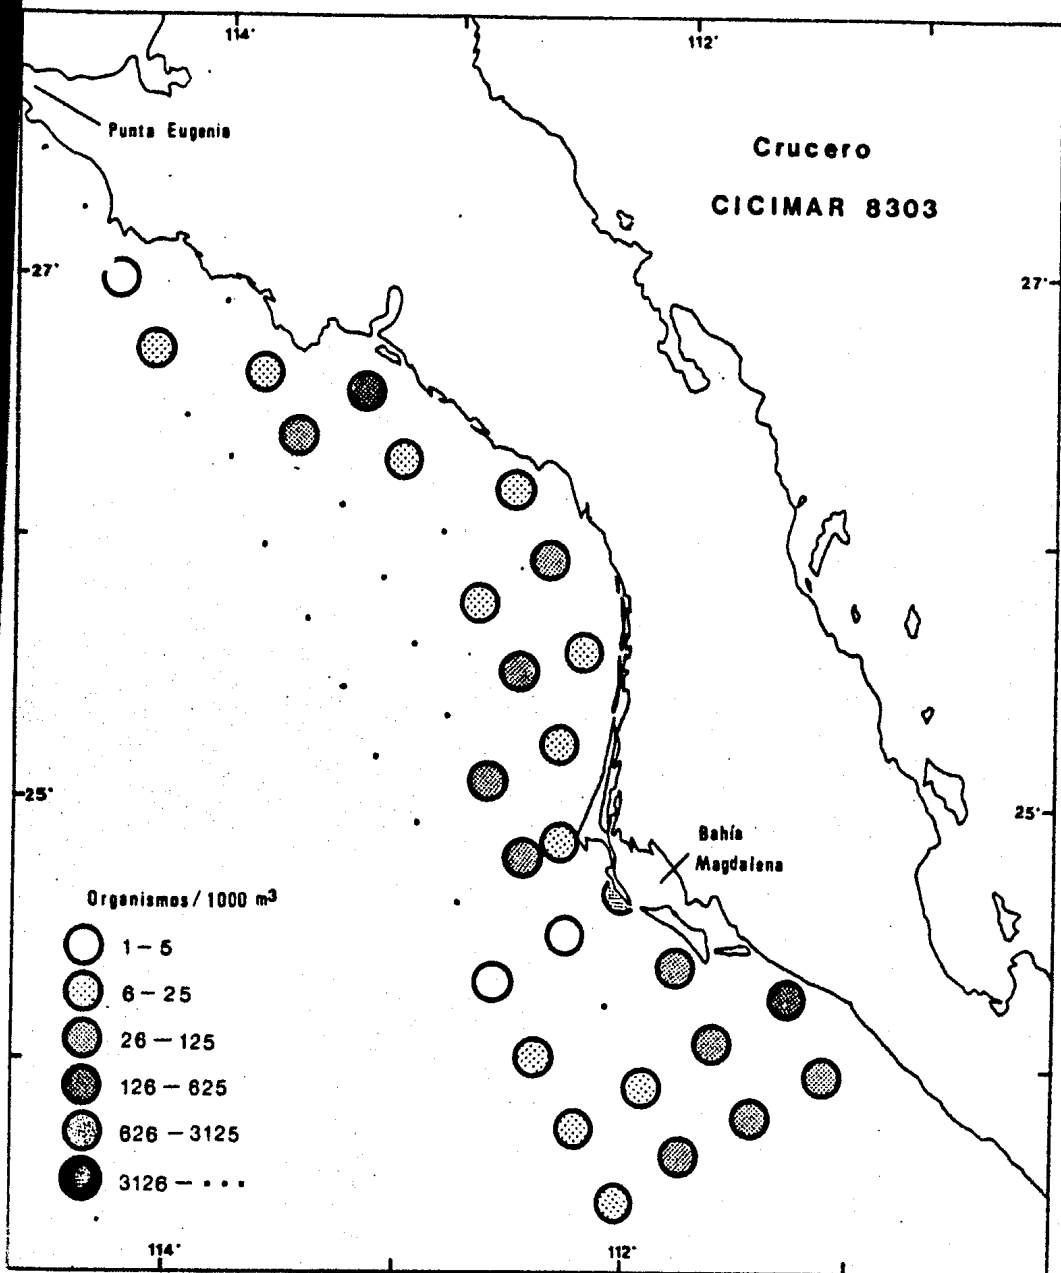 114°
112°
Punta Eugenia
Crucero
CICIMAR 8303
27°
27°
25°
25°
Bahía
Magdalena
Organismos / 1000 m³
1 – 5
6 – 25
26 – 125
126 – 625
626 – 3125
3126 – • • •
114°
112°